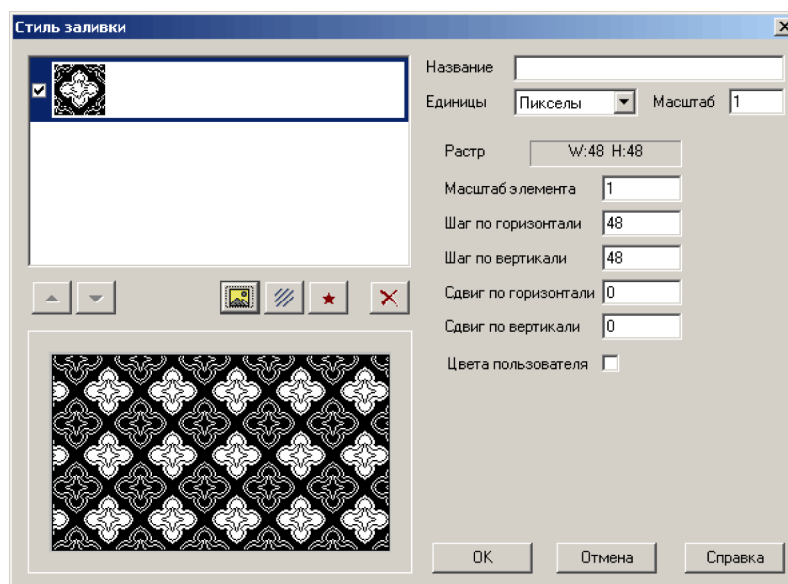 Стиль заливки
Название
Единицы Пикселы Масштаб 1
Растр W:48 H:48
Масштаб элемента 1
Шаг по горизонтали 48
Шаг по вертикали 48
Сдвиг по горизонтали 0
Сдвиг по вертикали 0
Цвета пользователя
OK Отмена Справка